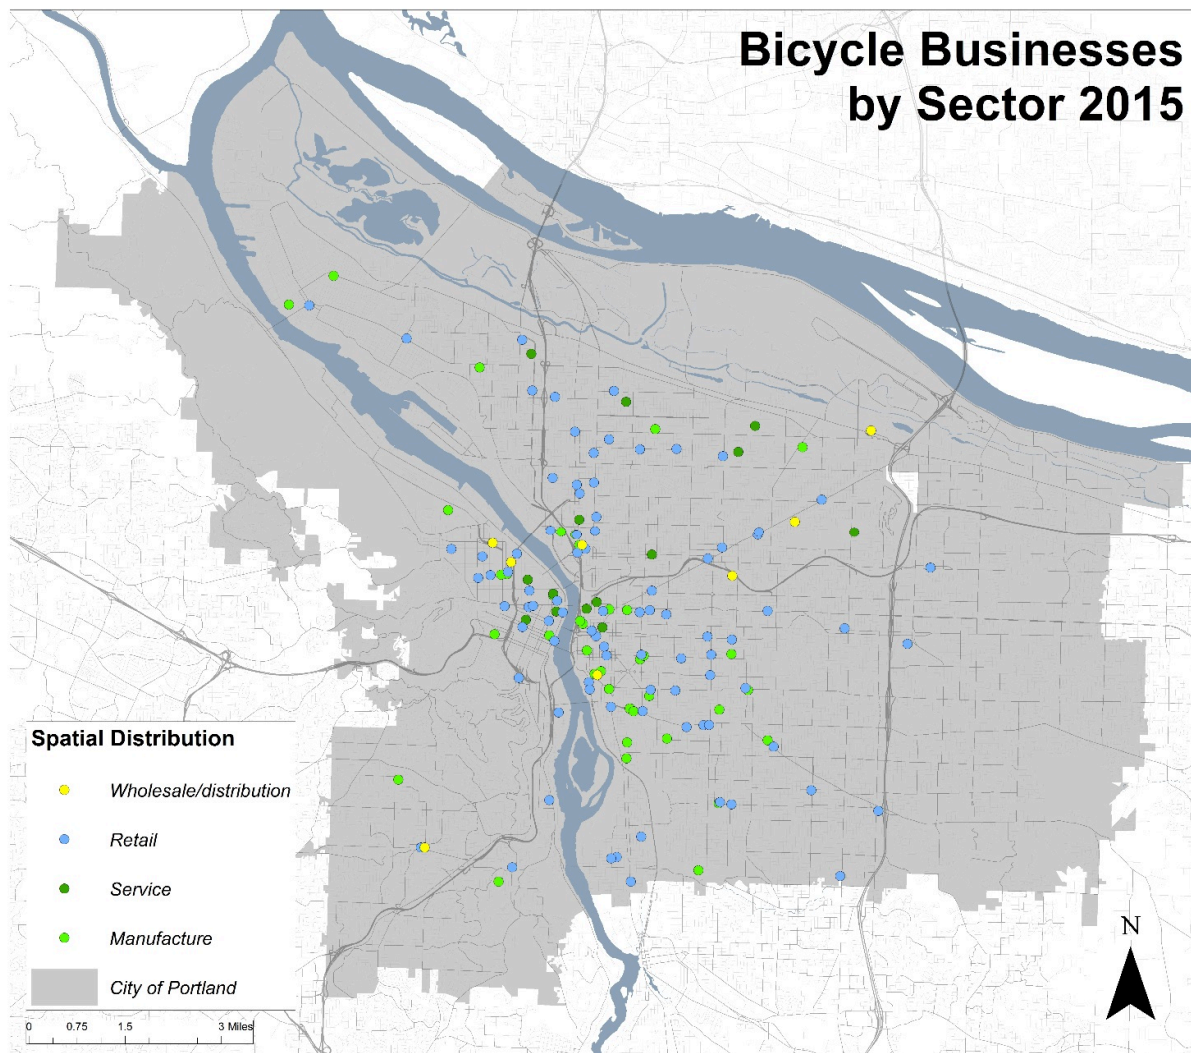 Bicycle Businesses
by Sector 2015
Spatial Distribution
Wholesale/distribution
Retail
Service
Manufacture
City of Portland
0 0.75 1.5 3 Miles
N